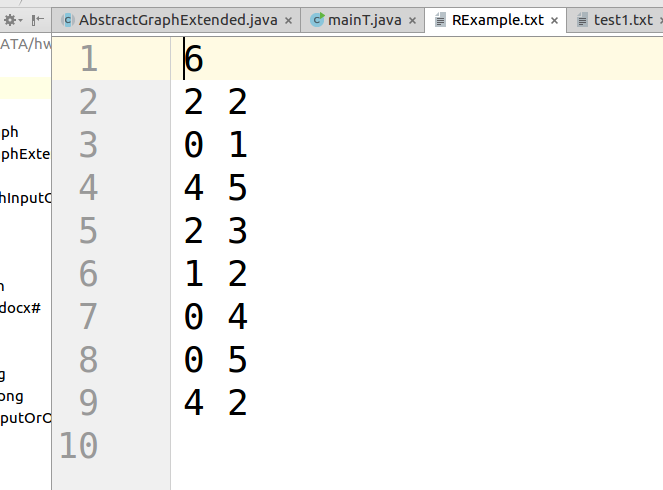 AbstractGraphExtended.java × mainT.java × RExample.txt × test1.txt
ATA/hw
ph
phExte
hInputG
n
docx#
g
ong
putOrO
1 6
2 2 2
3 0 1
4 4 5
5 2 3
6 1 2
7 0 4
8 0 5
9 4 2
10